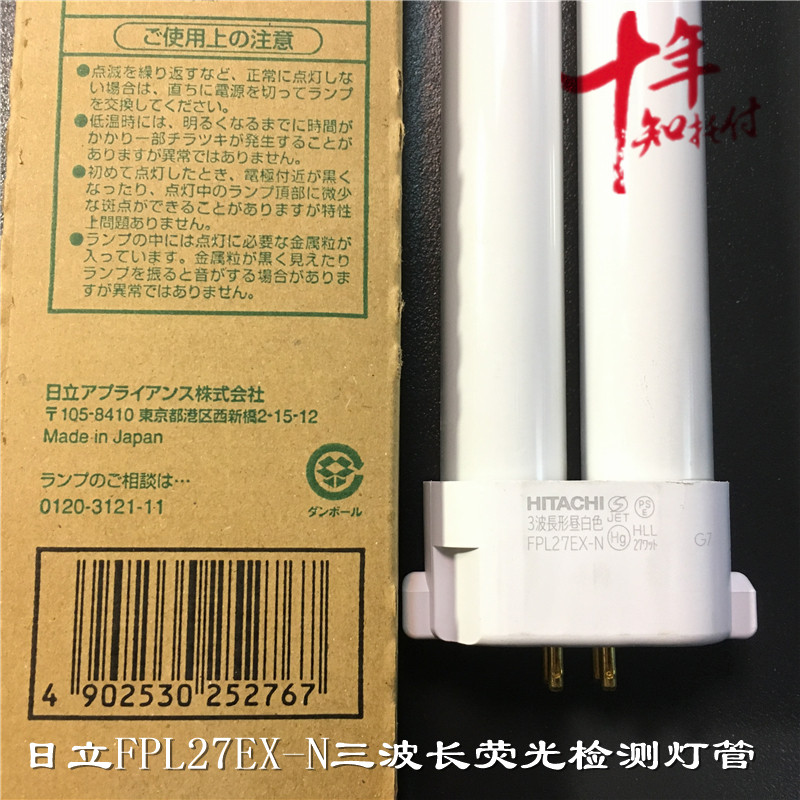 ご使用上の注意
●点滅を繰り返すなど、正常に点灯しな
い場合は、直ちに電源を切ってランプ
を交換してください。
●低温時には、明るくなるまでに時間が
かかり一部チラツキが発生することが
ありますが異常ではありません。
●初めて点灯したとき、電極付近が黒く
なったり、点灯中のランプ頂部に微少
な斑点ができることがありますが特性
上問題ありません。
●ランプの中には点灯に必要な金属粒が
入っています。金属粒が黒く見えたり
ランプを振ると音がする場合がありま
すが異常ではありません。
日立アプライアンス株式会社
〒105-8410 東京都港区西新橋2-15-12
Made in Japan
ランプのご相談は…
0120-3121-11
ダンボール
4 902530 252767
十年
知托付
HITACHI S JET PS E
3波長形昼白色
FPL27EX-N Hg HLL
27ワット
G7
日立FPL27EX-N三波长荧光检测灯管